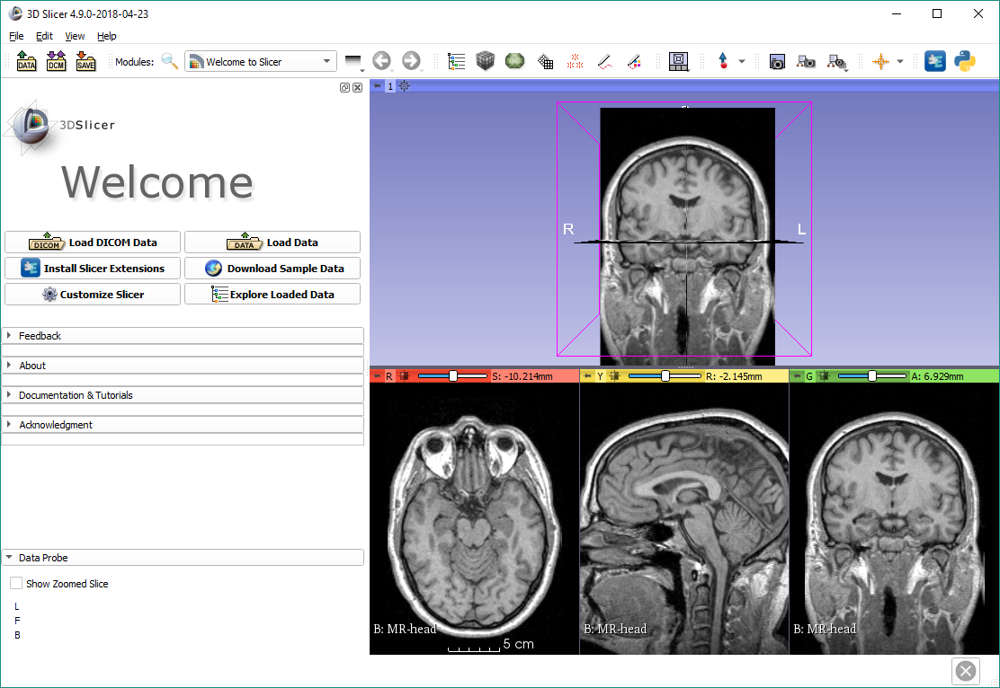 3D Slicer 4.9.0-2018-04-23
File Edit View Help
DATA DCM SAVE Modules: Welcome to Slicer
1
3DSlicer
Welcome
DICOM Load DICOM Data DATA Load Data
Install Slicer Extensions Download Sample Data
Customize Slicer Explore Loaded Data
Feedback
About
Documentation & Tutorials
Acknowledgment
Data Probe
Show Zoomed Slice
L
F
B
R L
R S: -10.214mm Y R: -2.145mm G A: 6.929mm
B: MR-head B: MR-head B: MR-head
5 cm